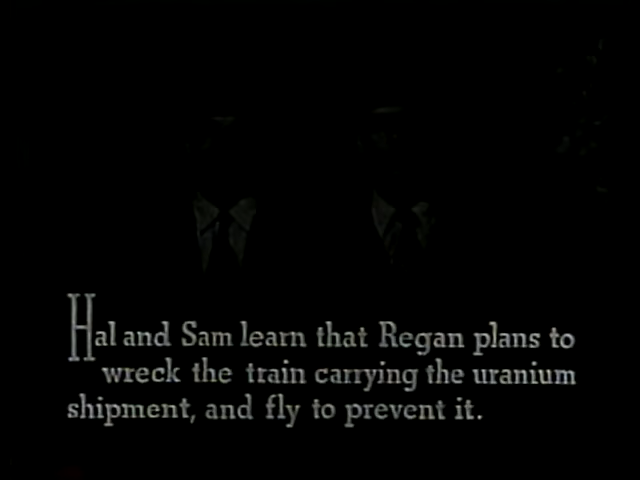 Hal and Sam learn that Regan plans to
wreck the train carrying the uranium
shipment, and fly to prevent it.